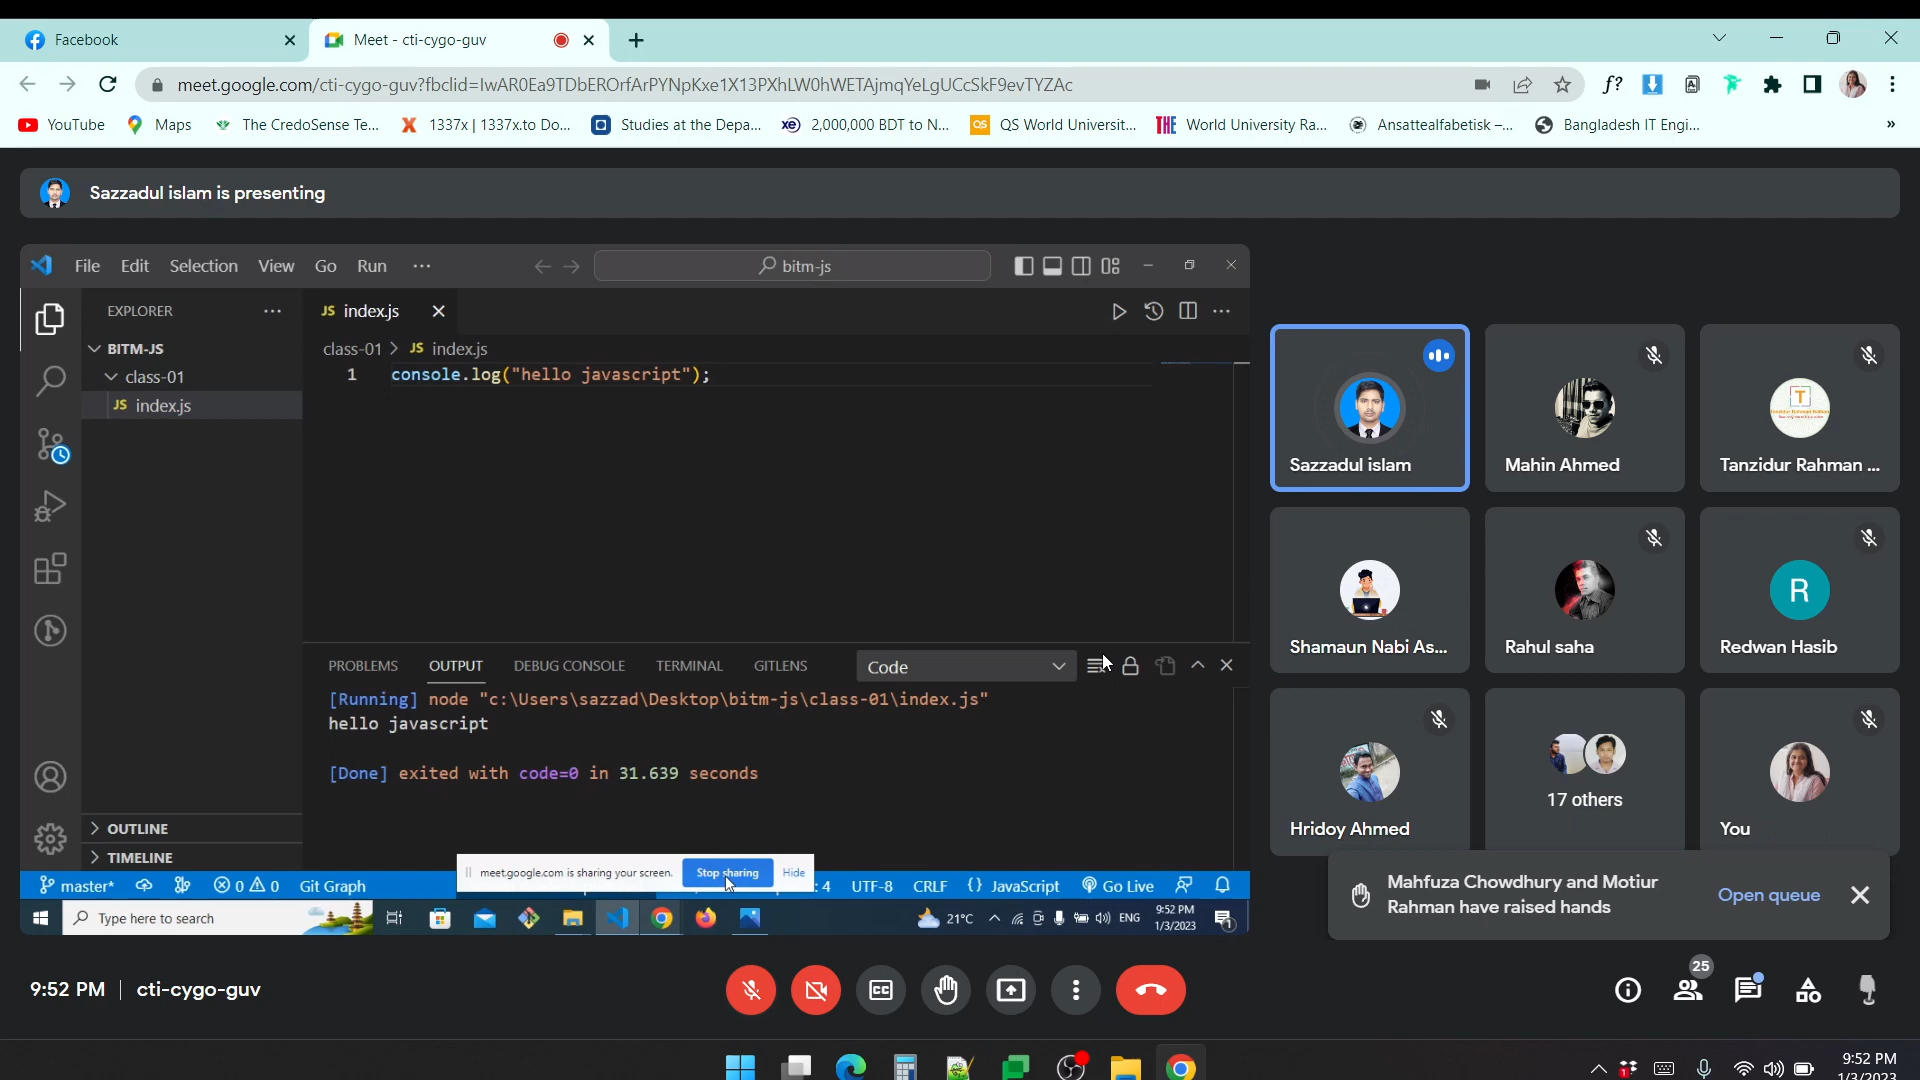 Facebook
Meet - cti-cygo-guv
meet.google.com/cti-cygo-guv?fbclid=IwAR0Ea9TDbEROrfArPYNpKxe1X13PXhLW0hWETAjmqYeLgUCcSkF9evTYZAc
f?
YouTube
Maps
The CredoSense Te...
1337x | 1337x.to Do...
Studies at the Depa...
2,000,000 BDT to N...
QS World Universit...
World University Ra...
Ansattealfabetisk –...
Bangladesh IT Engi...
»
Sazzadul islam is presenting
File Edit Selection View Go Run ...
bitm-js
EXPLORER
JS index.js
BITM-JS
class-01 > JS index.js
class-01
1 console.log("hello javascript");
JS index.js
Sazzadul islam
Mahin Ahmed
Tanzidur Rahman ...
Shamaun Nabi As...
Rahul saha
R
Redwan Hasib
PROBLEMS OUTPUT DEBUG CONSOLE TERMINAL GITLENS
Code
[Running] node "c:\Users\sazzad\Desktop\bitm-js\class-01\index.js"
hello javascript
[Done] exited with code=0 in 31.639 seconds
Hridoy Ahmed
17 others
You
OUTLINE
TIMELINE
meet.google.com is sharing your screen.
Stop sharing
Hide
master*
0 0
Git Graph
: 4
UTF-8
CRLF
{} JavaScript
Go Live
Type here to search
21°C
ENG
9:52 PM
1/3/2023
1
Mahfuza Chowdhury and Motiur
Rahman have raised hands
Open queue
9:52 PM | cti-cygo-guv
CC
25
9:52 PM
1/3/2023